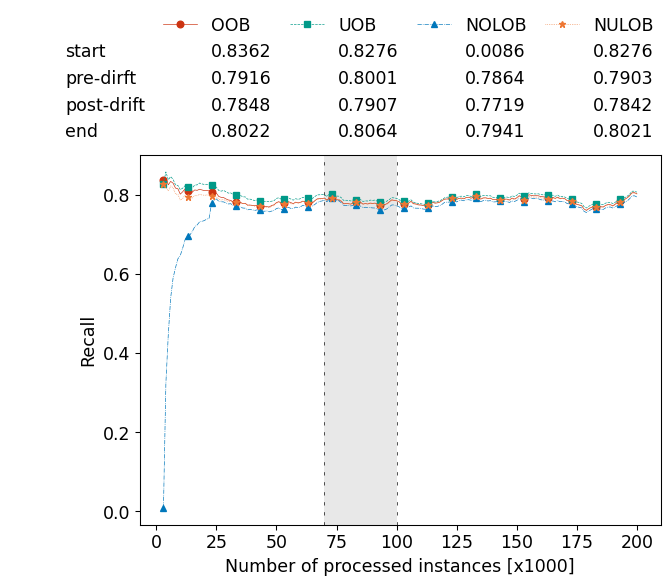 OOB UOB NOLOB NULOB
start 0.8362 0.8276 0.0086 0.8276
pre-dirft 0.7916 0.8001 0.7864 0.7903
post-drift 0.7848 0.7907 0.7719 0.7842
end 0.8022 0.8064 0.7941 0.8021
0.8
0.6
0.4
0.2
0.0
Recall
0 25 50 75 100 125 150 175 200
Number of processed instances [x1000]